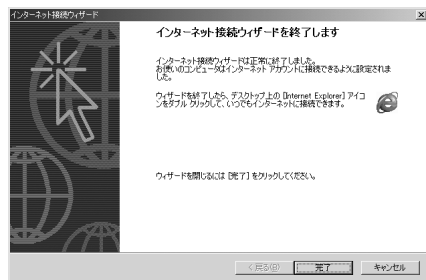 インターネット接続ウィザード
インターネット接続ウィザードを終了します
インターネット接続ウィザードは正常に終了しました。
お使いのコンピュータはインターネット アカウントに接続できるように設定されま
した。
ウィザードを終了したら、デスクトップ上の [Internet Explorer] アイコ
ンをダブル クリックして、いつでもインターネットに接続できます。
ウィザードを閉じるには [完了] をクリックしてください。
< 戻る(B)
完了
キャンセル